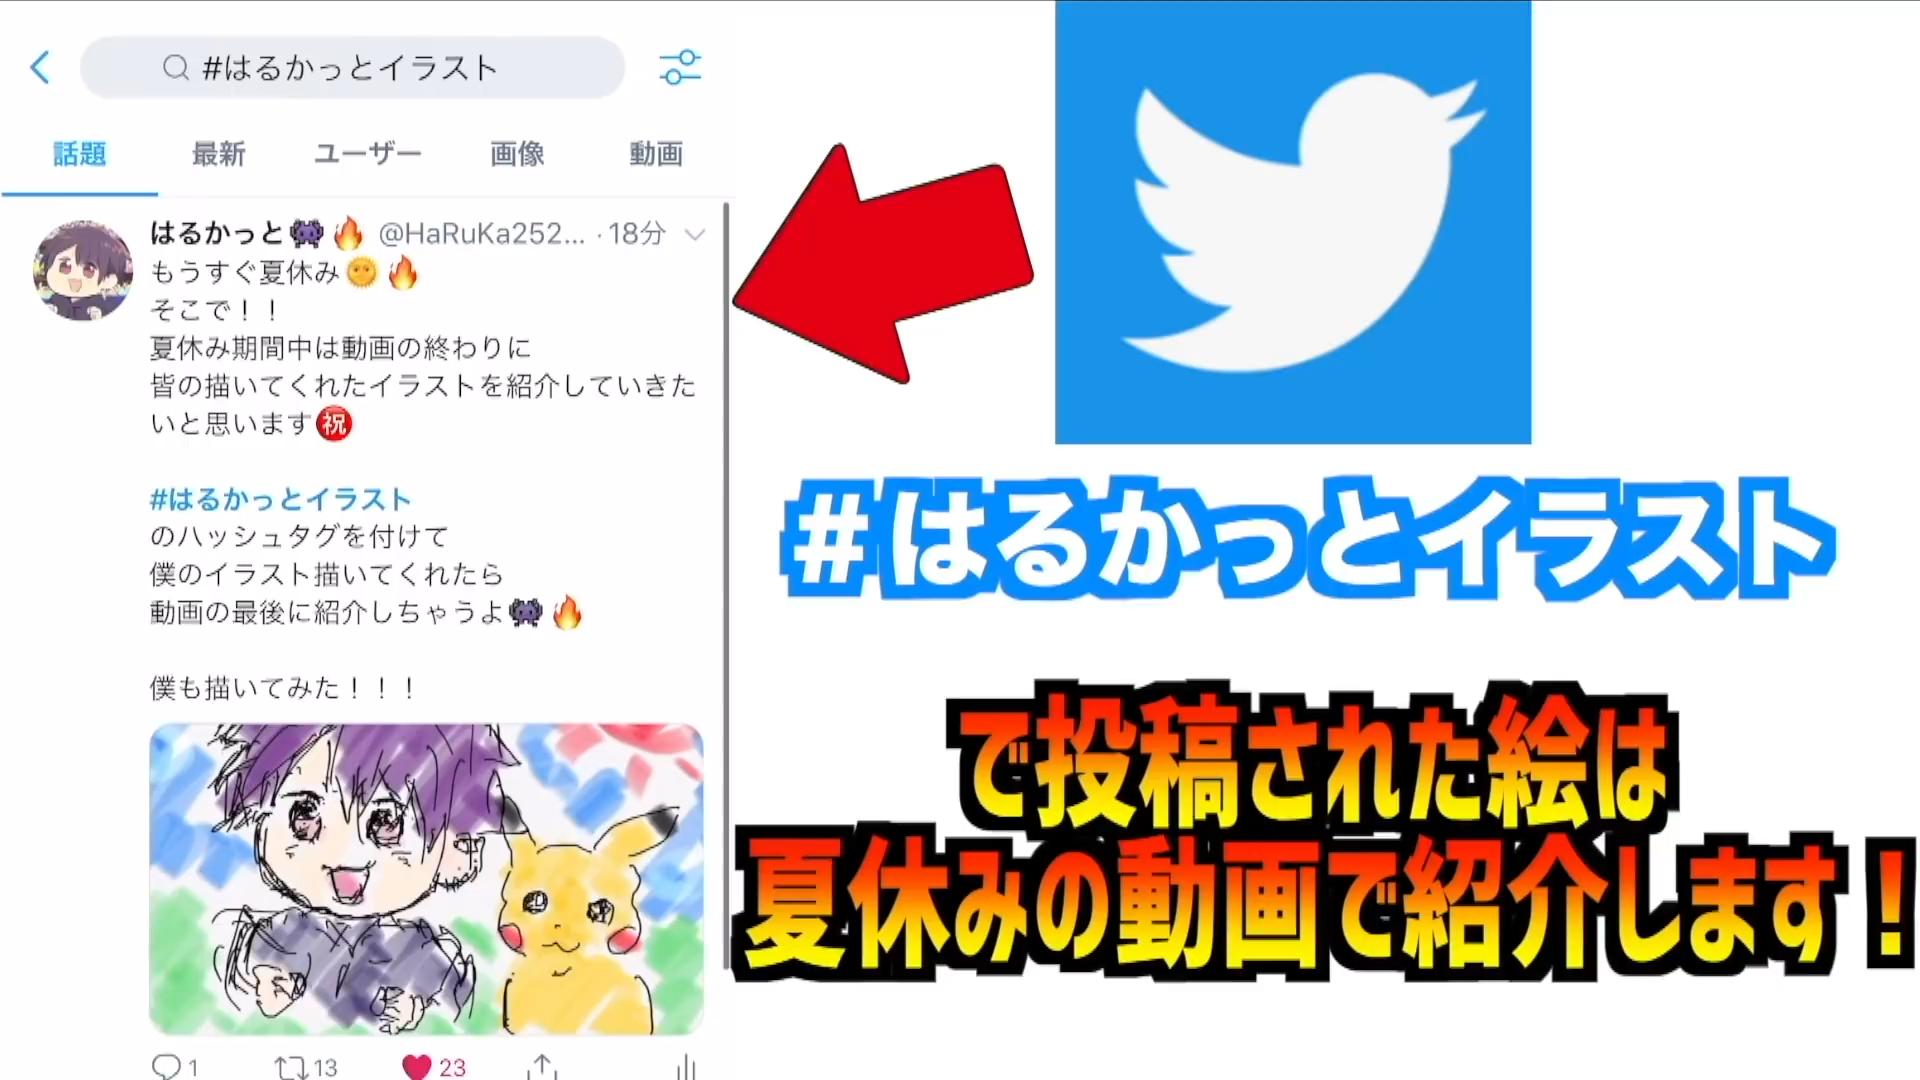 #はるかっとイラスト
話題 最新 ユーザー 画像 動画
はるかっと @HaRuKa252... ·18分
もうすぐ夏休み
そこで！！
夏休み期間中は動画の終わりに
皆の描いてくれたイラストを紹介していきた
いと思います㊗
#はるかっとイラスト
のハッシュタグを付けて
僕のイラスト描いてくれたら
動画の最後に紹介しちゃうよ
僕も描いてみた！！！
1 13 23
#はるかっとイラスト
で投稿された絵は
夏休みの動画で紹介します！